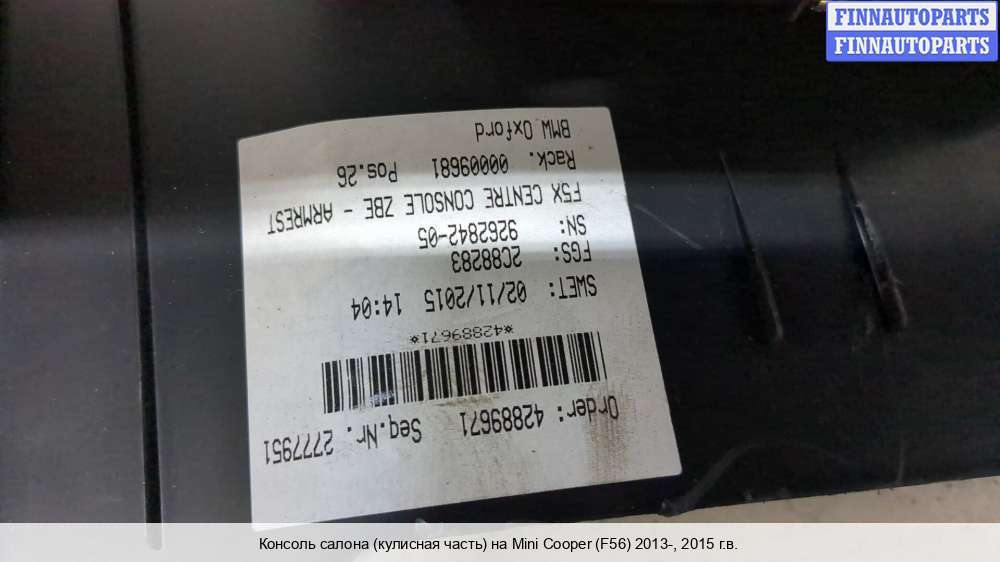 FINNAUTOPARTS
FINNAUTOPARTS
Order: 42889671 Seq.Nr. 2777951
*42889671*
SWET: 02/11/2015 14:04
FGS: 2C88283
SN: 9262842-05
F5X CENTRE CONSOLE ZBE - ARMREST
Rack. 00009681 Pos.26
BMW Oxford
Консоль салона (кулисная часть) на Mini Cooper (F56) 2013-, 2015 г.в.